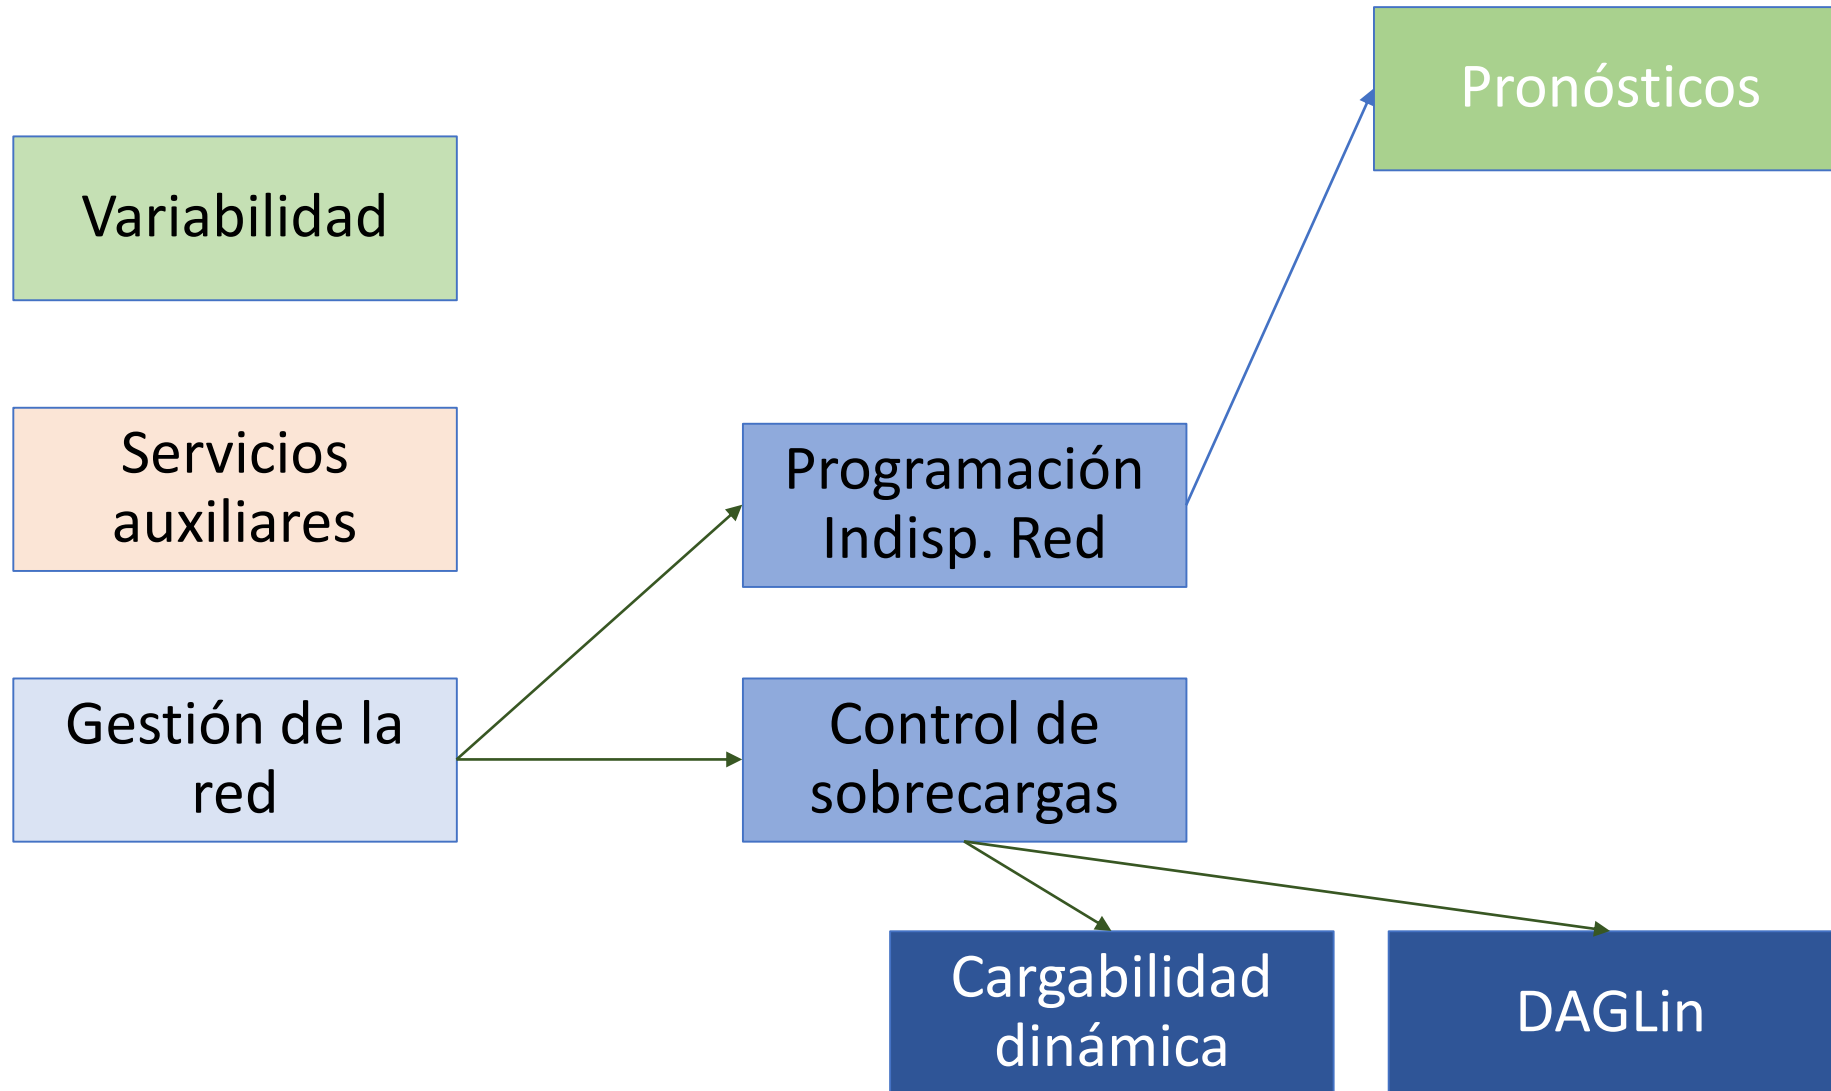 Pronósticos
Variabilidad
Servicios
auxiliares
Programación
Indisp. Red
Gestión de la
red
Control de
sobrecargas
Cargabilidad
dinámica
DAGLin